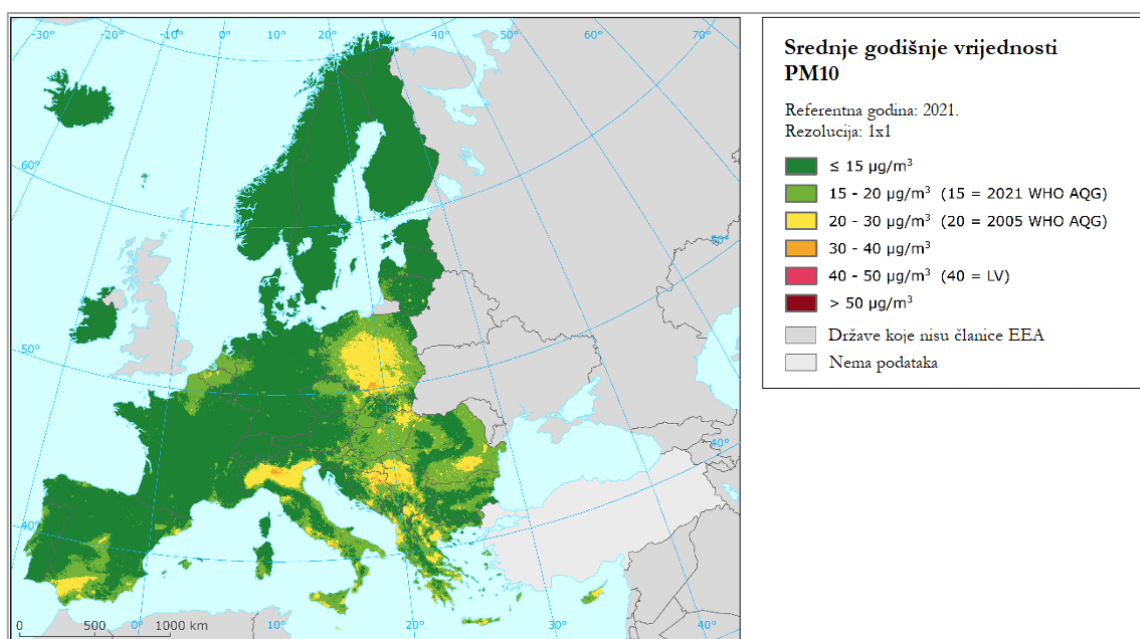 -30°
-20°
-10°
0°
10°
20°
30°
40°
50°
60°
70°
60°
50°
40°
60°
50°
40°
0°
10°
20°
30°
40°
0 500 1000 km
Srednje godišnje vrijednosti
PM10
Referentna godina: 2021.
Rezolucija: 1x1
≤ 15 µg/m³
15 - 20 µg/m³ (15 = 2021 WHO AQG)
20 - 30 µg/m³ (20 = 2005 WHO AQG)
30 - 40 µg/m³
40 - 50 µg/m³ (40 = LV)
> 50 µg/m³
Države koje nisu članice EEA
Nema podataka